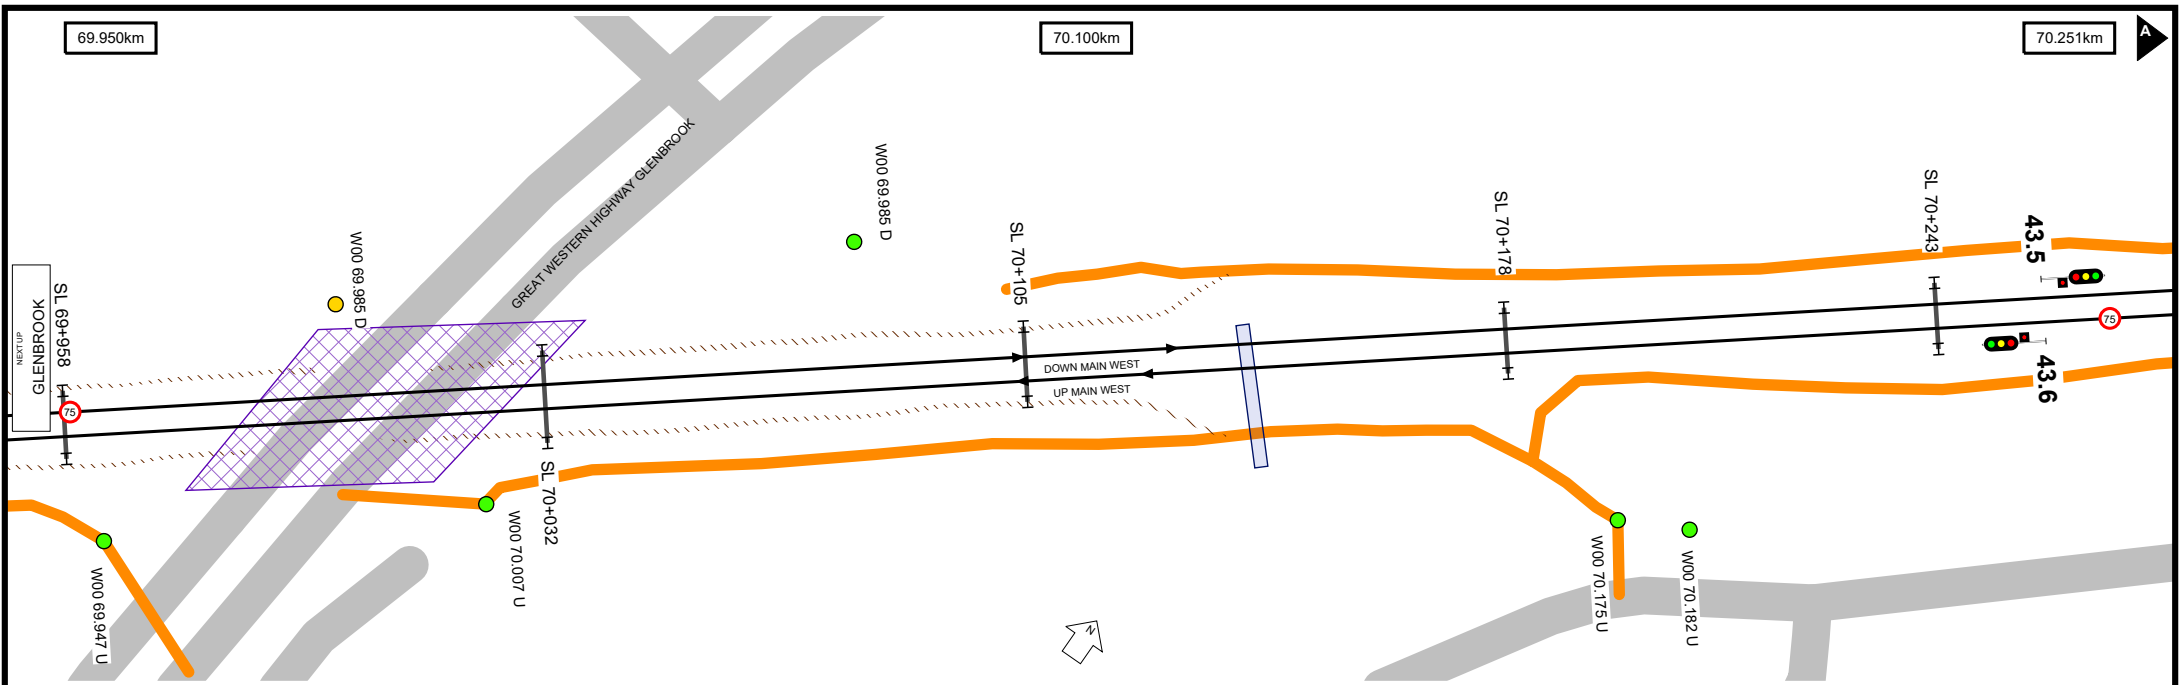 69.950km
70.100km
70.251km
A
GREAT WESTERN HIGHWAY GLENBROOK
W00 69.985 D
W00 69.985 D
SL 70+105
SL 70+178
SL 70+243
43.5
NEXT UP
GLENBROOK
SL 69+958
75
75
DOWN MAIN WEST
UP MAIN WEST
43.6
SL 70+032
W00 70.007 U
W00 69.947 U
W00 70.175 U
W00 70.182 U
N